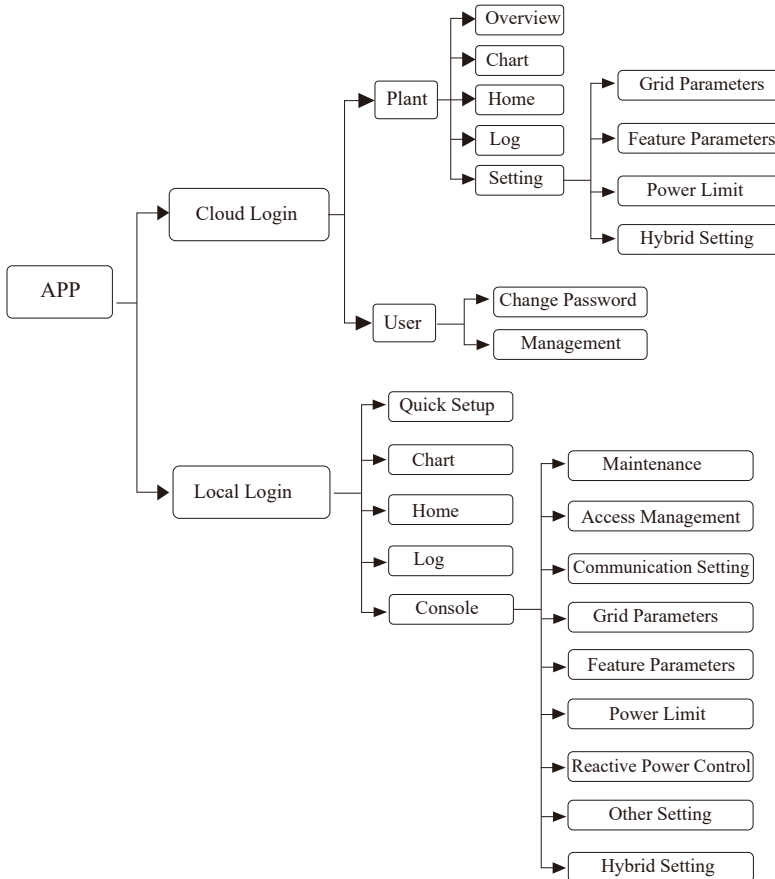 APP
Cloud Login
Plant
Overview
Chart
Home
Log
Setting
Grid Parameters
Feature Parameters
Power Limit
Hybrid Setting
User
Change Password
Management
Local Login
Quick Setup
Chart
Home
Log
Console
Maintenance
Access Management
Communication Setting
Grid Parameters
Feature Parameters
Power Limit
Reactive Power Control
Other Setting
Hybrid Setting